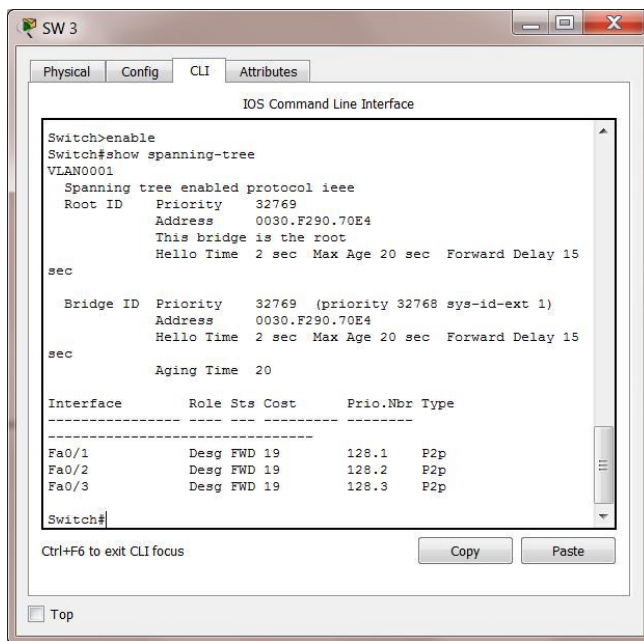 SW 3
Physical Config CLI Attributes
IOS Command Line Interface
Switch>enable
Switch#show spanning-tree
VLAN0001
Spanning tree enabled protocol ieee
Root ID Priority 32769
Address 0030.F290.70E4
This bridge is the root
Hello Time 2 sec Max Age 20 sec Forward Delay 15
sec
Bridge ID Priority 32769 (priority 32768 sys-id-ext 1)
Address 0030.F290.70E4
Hello Time 2 sec Max Age 20 sec Forward Delay 15
sec
Aging Time 20
Interface Role Sts Cost Prio.Nbr Type
---------------- ---- --- --------- --------
--------------------------------
Fa0/1 Desg FWD 19 128.1 P2p
Fa0/2 Desg FWD 19 128.2 P2p
Fa0/3 Desg FWD 19 128.3 P2p
Switch#
Ctrl+F6 to exit CLI focus Copy Paste
Top